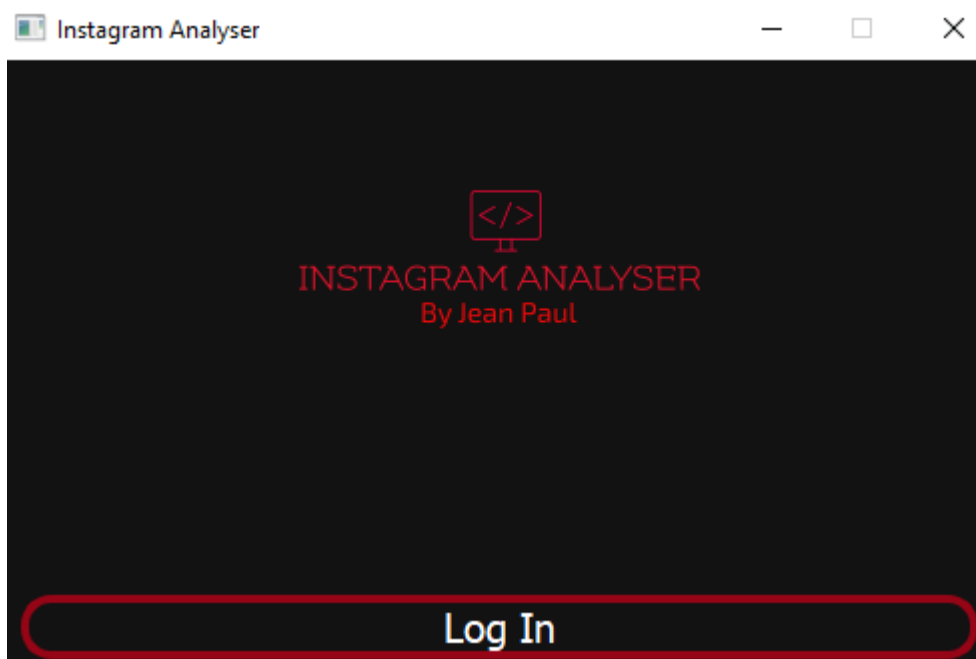 Instagram Analyser
</>
INSTAGRAM ANALYSER
By Jean Paul
Log In